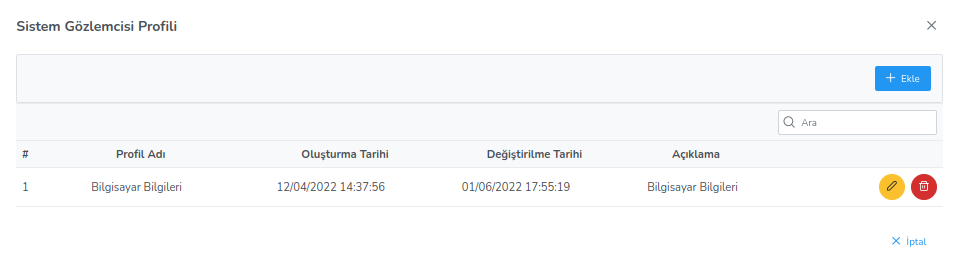 Sistem Gözlemcisi Profili
Ekle
Ara
# Profil Adı Oluşturma Tarihi Değiştirilme Tarihi Açıklama
1 Bilgisayar Bilgileri 12/04/2022 14:37:56 01/06/2022 17:55:19 Bilgisayar Bilgileri
İptal